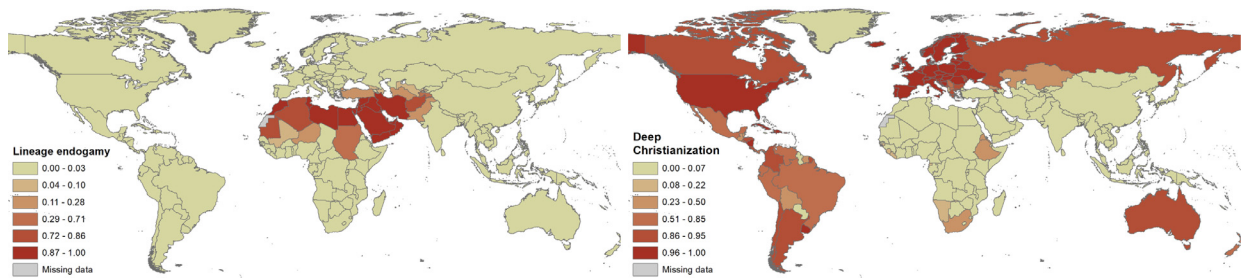 Lineage endogamy
0.00 - 0.03
0.04 - 0.10
0.11 - 0.28
0.29 - 0.71
0.72 - 0.86
0.87 - 1.00
Missing data
Deep
Christianization
0.00 - 0.07
0.08 - 0.22
0.23 - 0.50
0.51 - 0.85
0.86 - 0.95
0.96 - 1.00
Missing data